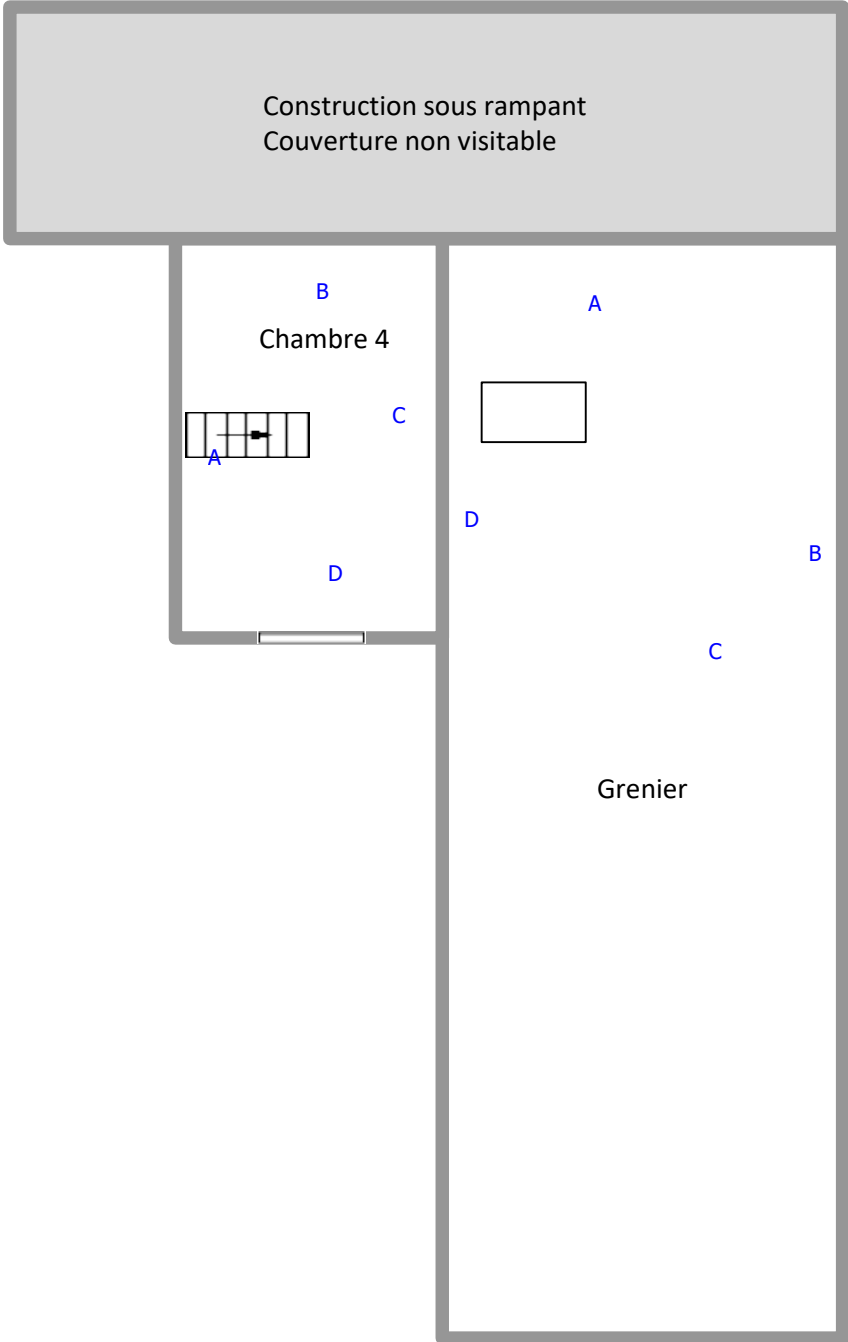 Construction sous rampant
Couverture non visitable
B
Chambre 4
C
A
D
A
D
B
C
Grenier